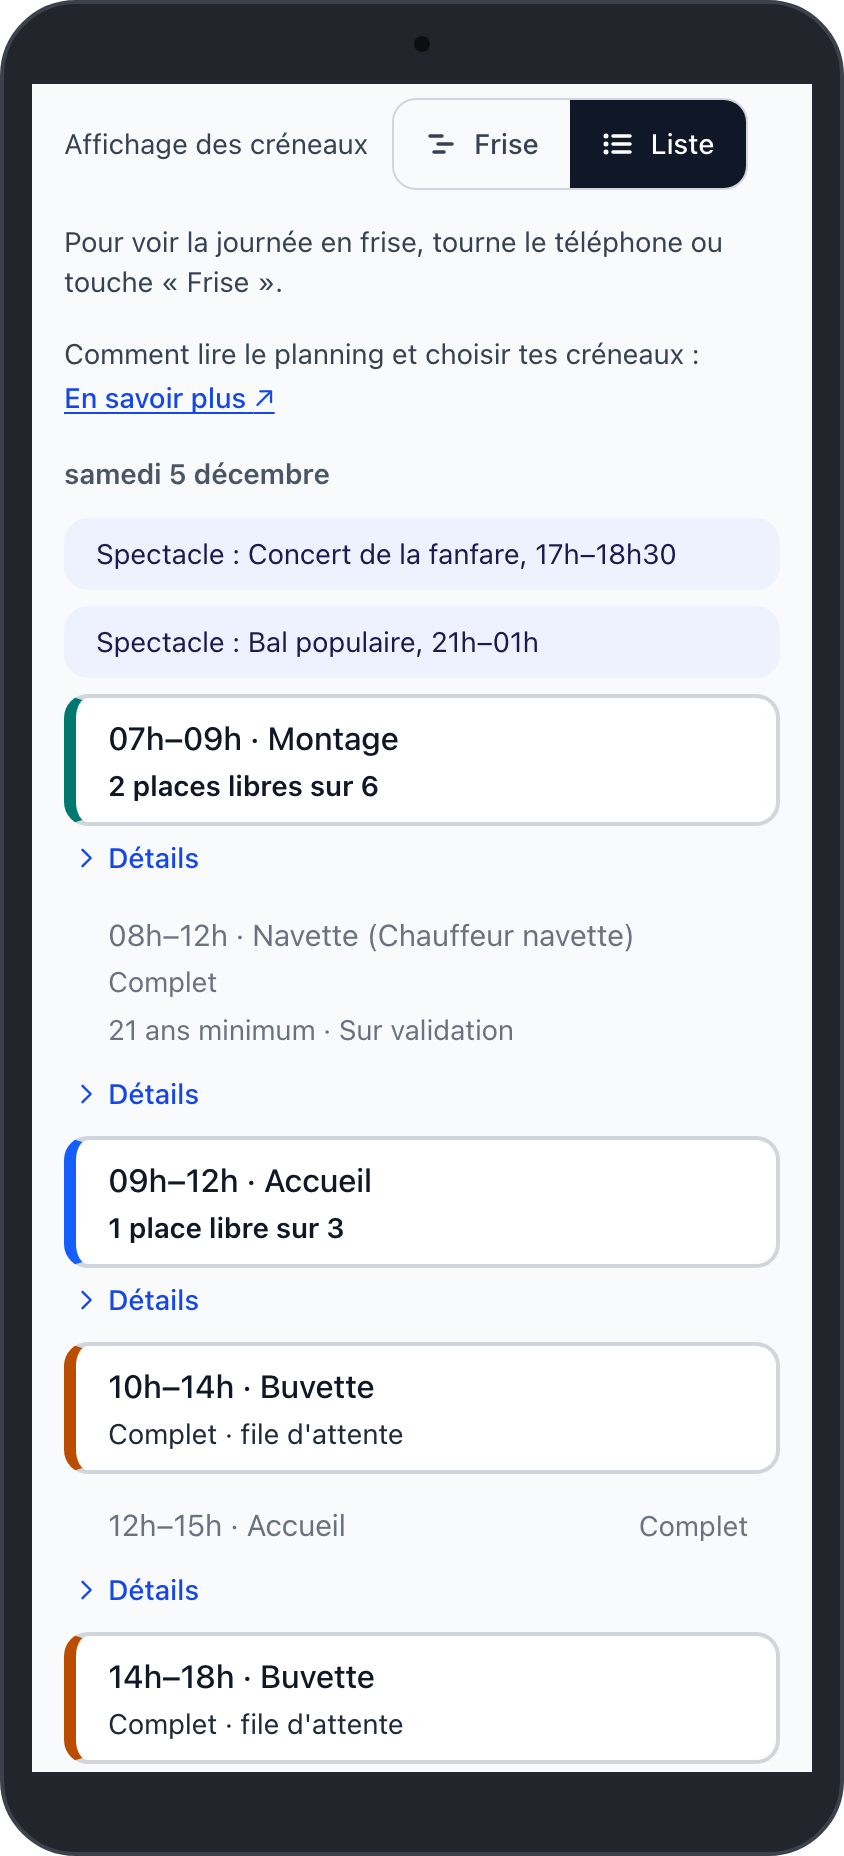 Affichage des créneaux
Frise
Liste
Pour voir la journée en frise, tourne le téléphone ou
touche « Frise ».
Comment lire le planning et choisir tes créneaux :
En savoir plus ↗
samedi 5 décembre
Spectacle : Concert de la fanfare, 17h–18h30
Spectacle : Bal populaire, 21h–01h
07h–09h · Montage
2 places libres sur 6
Détails
08h–12h · Navette (Chauffeur navette)
Complet
21 ans minimum · Sur validation
Détails
09h–12h · Accueil
1 place libre sur 3
Détails
10h–14h · Buvette
Complet · file d'attente
12h–15h · Accueil Complet
Détails
14h–18h · Buvette
Complet · file d'attente